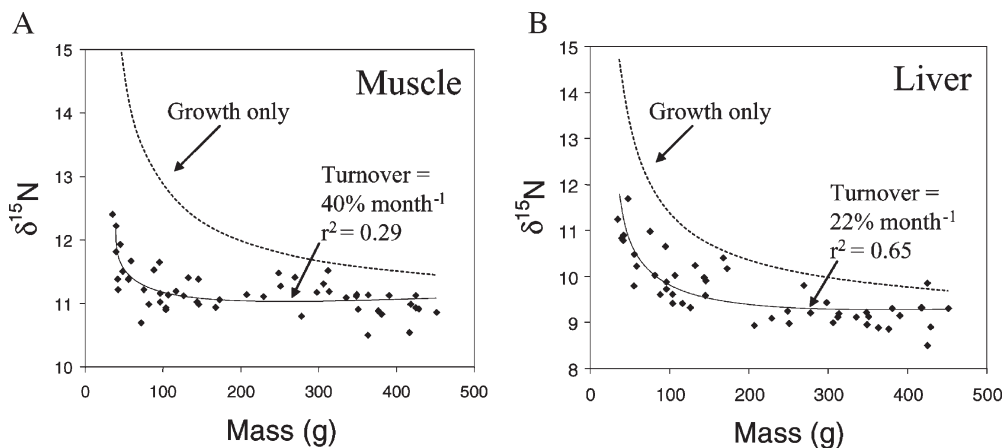 A
15
14
13
12
11
10
0
100
200
300
400
500
δ¹⁵N
Mass (g)
Muscle
Growth only
Turnover =
40% month⁻¹
r² = 0.29
B
15
14
13
12
11
10
9
8
0
100
200
300
400
500
δ¹⁵N
Mass (g)
Liver
Growth only
Turnover =
22% month⁻¹
r² = 0.65